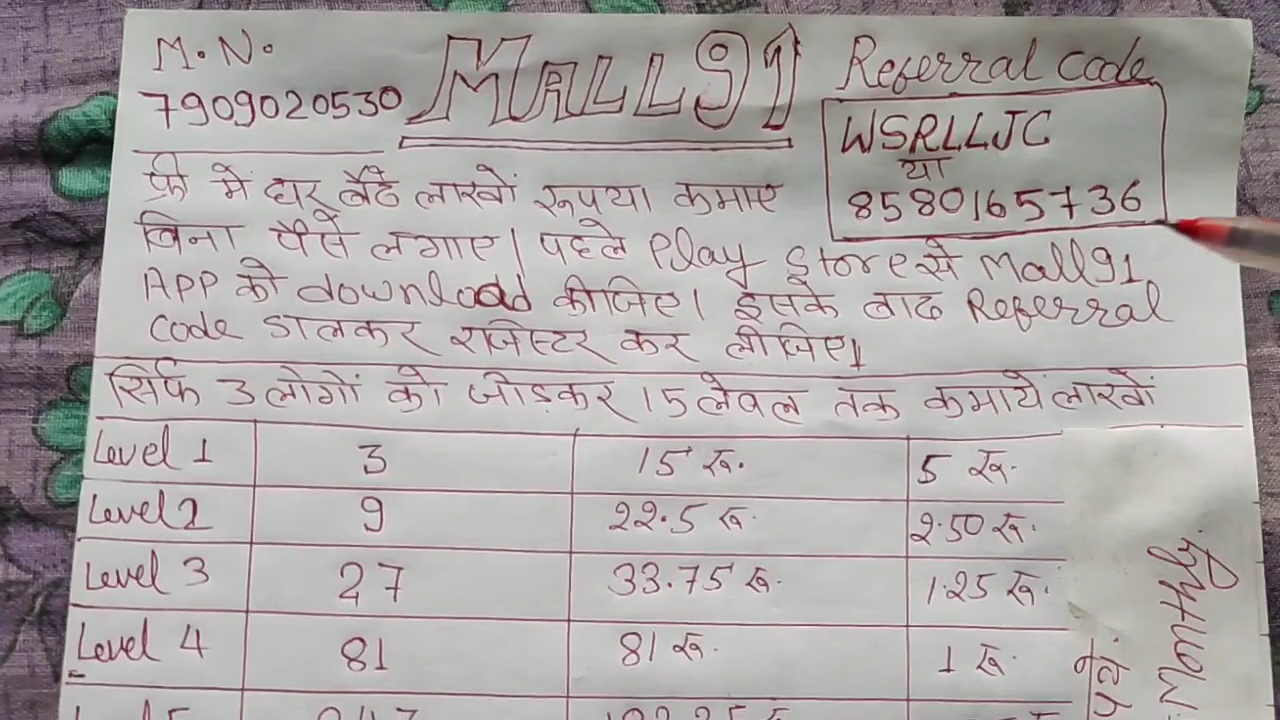 M.N.
7909020530
MALL91
Referral Code
WSRLLJC
या
8580165736
फ्री में घर बैठे लाखों रूपया कमाए
बिना पैसे लगाए। पहले Play Store से Mall91
APP को download कीजिए। इसके बाद Referral
Code डालकर रजिस्टर कर लीजिए।
सिर्फ 3 लोगों को जोड़कर 15 लेवल तक कमायें लाखों
Level 1 3 15 रू. 5 रू.
Level 2 9 22.5 रू. 2.50 रू.
Level 3 27 33.75 रू. 1.25 रू.
Level 4 81 81 रू. 1 रू.